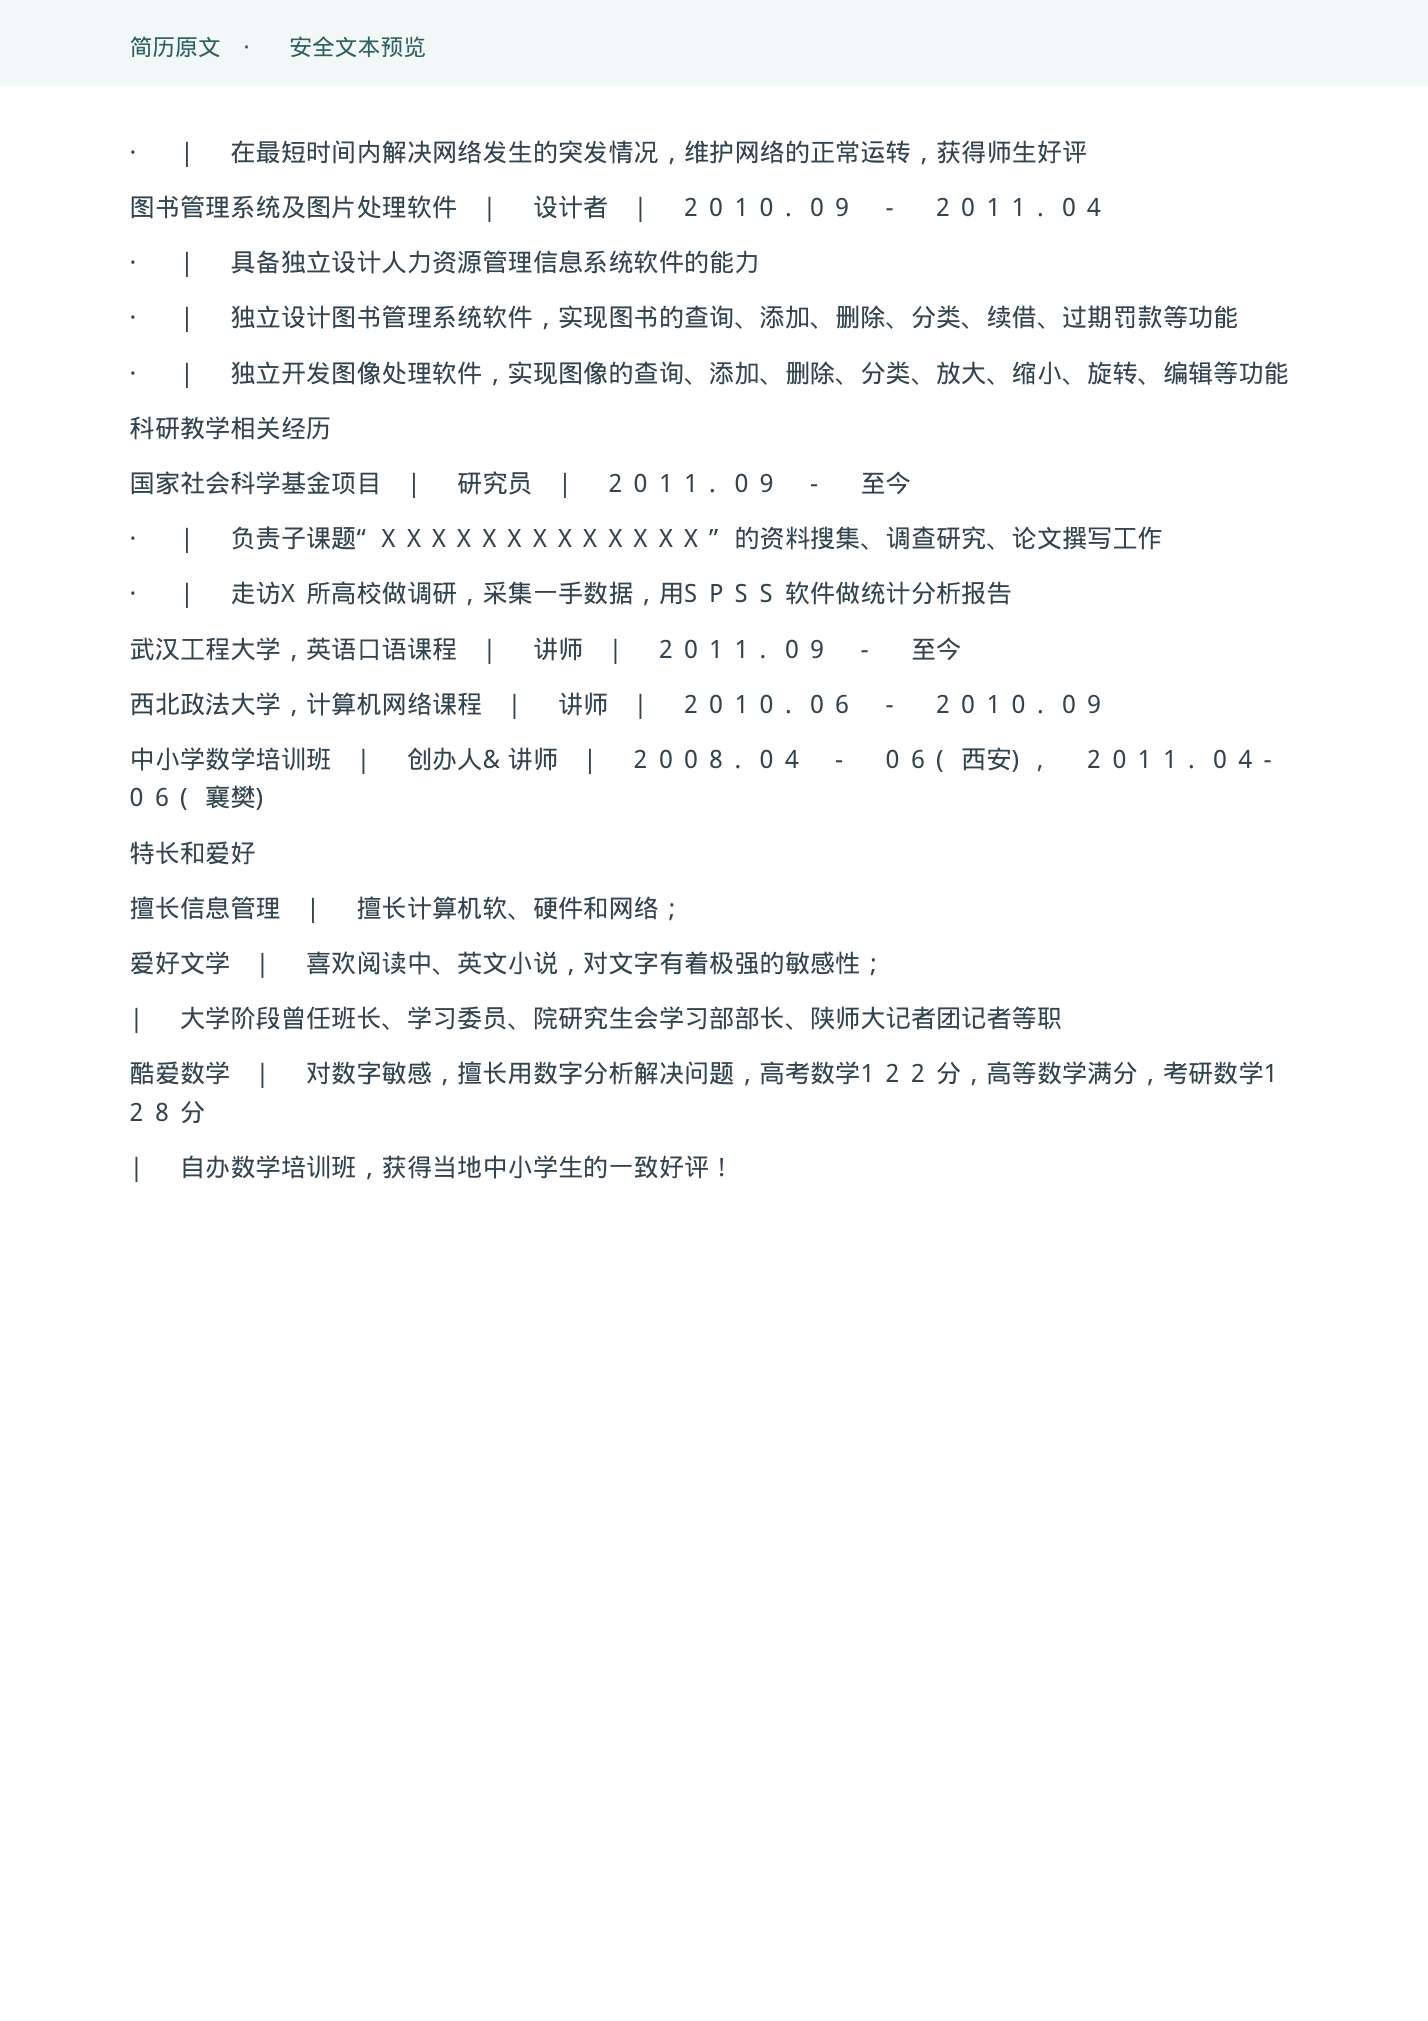 简历原文 · 安全文本预览
· | 在最短时间内解决网络发生的突发情况，维护网络的正常运转，获得师生好评
图书管理系统及图片处理软件 | 设计者 | 2010.09 - 2011.04
· | 具备独立设计人力资源管理信息系统软件的能力
· | 独立设计图书管理系统软件，实现图书的查询、添加、删除、分类、续借、过期罚款等功能
· | 独立开发图像处理软件，实现图像的查询、添加、删除、分类、放大、缩小、旋转、编辑等功能
科研教学相关经历
国家社会科学基金项目 | 研究员 | 2011.09 - 至今
· | 负责子课题“XXXXXXXXXXXXX”的资料搜集、调查研究、论文撰写工作
· | 走访X所高校做调研，采集一手数据，用SPSS软件做统计分析报告
武汉工程大学，英语口语课程 | 讲师 | 2011.09 - 至今
西北政法大学，计算机网络课程 | 讲师 | 2010.06 - 2010.09
中小学数学培训班 | 创办人&讲师 | 2008.04 - 06(西安), 2011.04-
06(襄樊)
特长和爱好
擅长信息管理 | 擅长计算机软、硬件和网络；
爱好文学 | 喜欢阅读中、英文小说，对文字有着极强的敏感性；
| 大学阶段曾任班长、学习委员、院研究生会学习部部长、陕师大记者团记者等职
酷爱数学 | 对数字敏感，擅长用数字分析解决问题，高考数学122分，高等数学满分，考研数学1
28分
| 自办数学培训班，获得当地中小学生的一致好评！